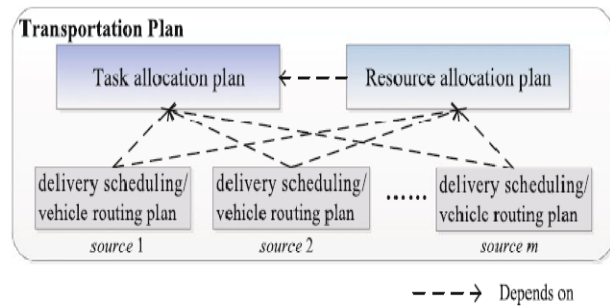 Transportation Plan
Task allocation plan
Resource allocation plan
delivery scheduling/
vehicle routing plan
delivery scheduling/
vehicle routing plan
......
delivery scheduling/
vehicle routing plan
source 1
source 2
source m
Depends on